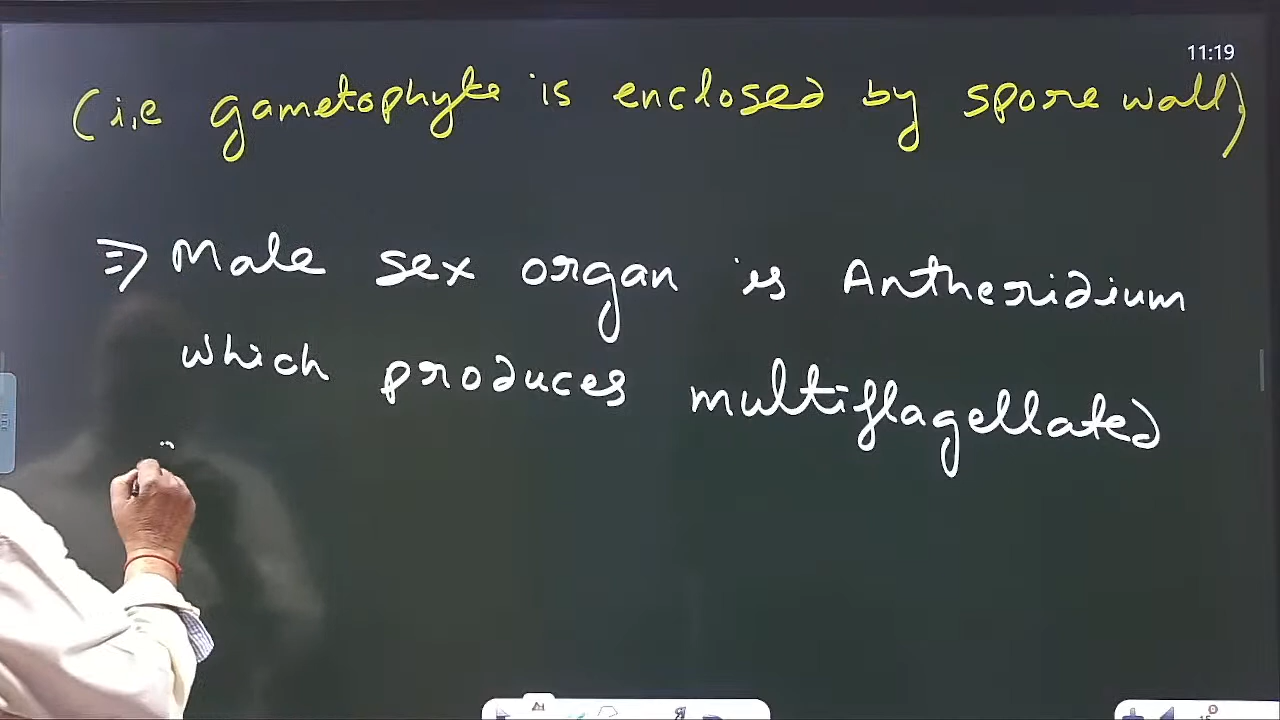 11:19
(i,e gametophyte is enclosed by spore wall)
⇒ Male sex organ is Antheridium
which produces multiflagellated